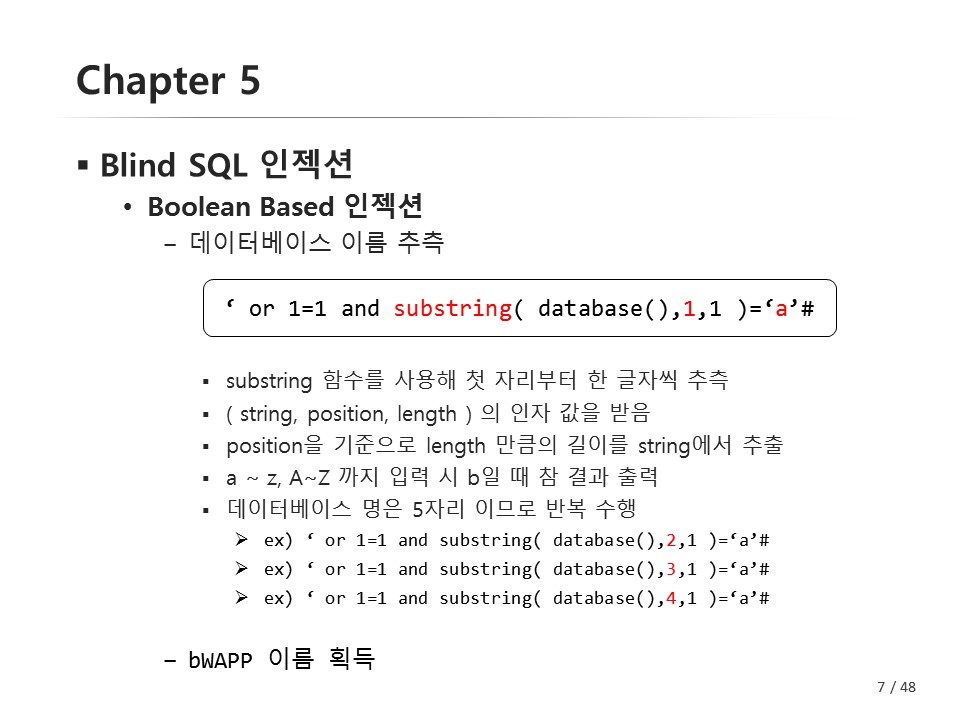 Chapter 5
▪ Blind SQL 인젝션
• Boolean Based 인젝션
– 데이터베이스 이름 추측
‘ or 1=1 and substring( database(),1,1 )=‘a’#
▪ substring 함수를 사용해 첫 자리부터 한 글자씩 추측
▪ ( string, position, length ) 의 인자 값을 받음
▪ position을 기준으로 length 만큼의 길이를 string에서 추출
▪ a ~ z, A~Z 까지 입력 시 b일 때 참 결과 출력
▪ 데이터베이스 명은 5자리 이므로 반복 수행
➢ ex) ‘ or 1=1 and substring( database(),2,1 )=‘a’#
➢ ex) ‘ or 1=1 and substring( database(),3,1 )=‘a’#
➢ ex) ‘ or 1=1 and substring( database(),4,1 )=‘a’#
– bWAPP 이름 획득
7 / 48